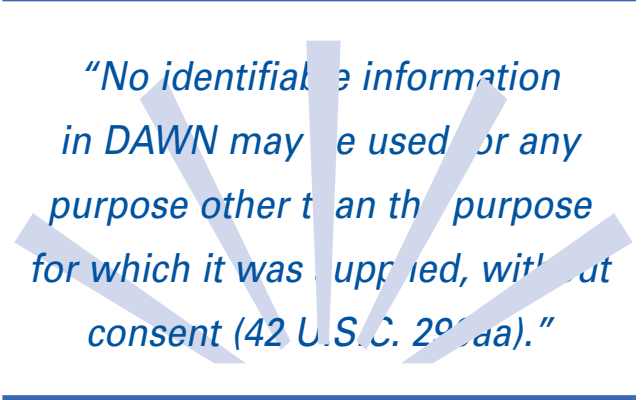 “No identifiable information
in DAWN may be used for any
purpose other than the purpose
for which it was supplied, without
consent (42 U.S.C. 290aa).”